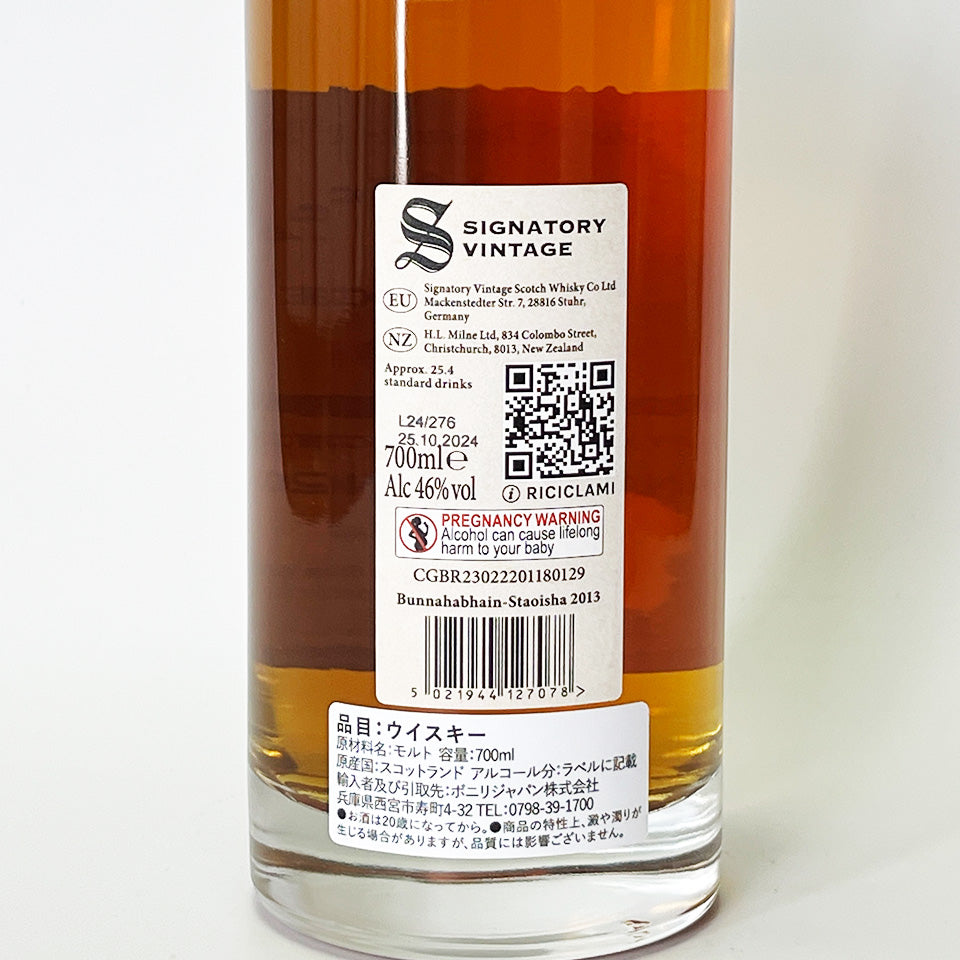 S SIGNATORY
VINTAGE
EU
Signatory Vintage Scotch Whisky Co Ltd
Mackenstedter Str. 7, 28816 Stuhr,
Germany
NZ
H.L. Milne Ltd, 834 Colombo Street,
Christchurch, 8013, New Zealand
Approx. 25.4
standard drinks
L24/276
25.10.2024
700ml e
Alc 46% vol
i RICICLAMI
PREGNANCY WARNING
Alcohol can cause lifelong
harm to your baby
CGBR23022201180129
Bunnahabhain-Staoisha 2013
5 021944 127078 >
品目：ウイスキー
原材料名：モルト 容量：700ml
原産国：スコットランド アルコール分：ラベルに記載
輸入者及び引取先：ボニリジャパン株式会社
兵庫県西宮市寿町4-32 TEL：0798-39-1700
●お酒は20歳になってから。●商品の特性上、澱や濁りが
生じる場合がありますが、品質には影響ございません。